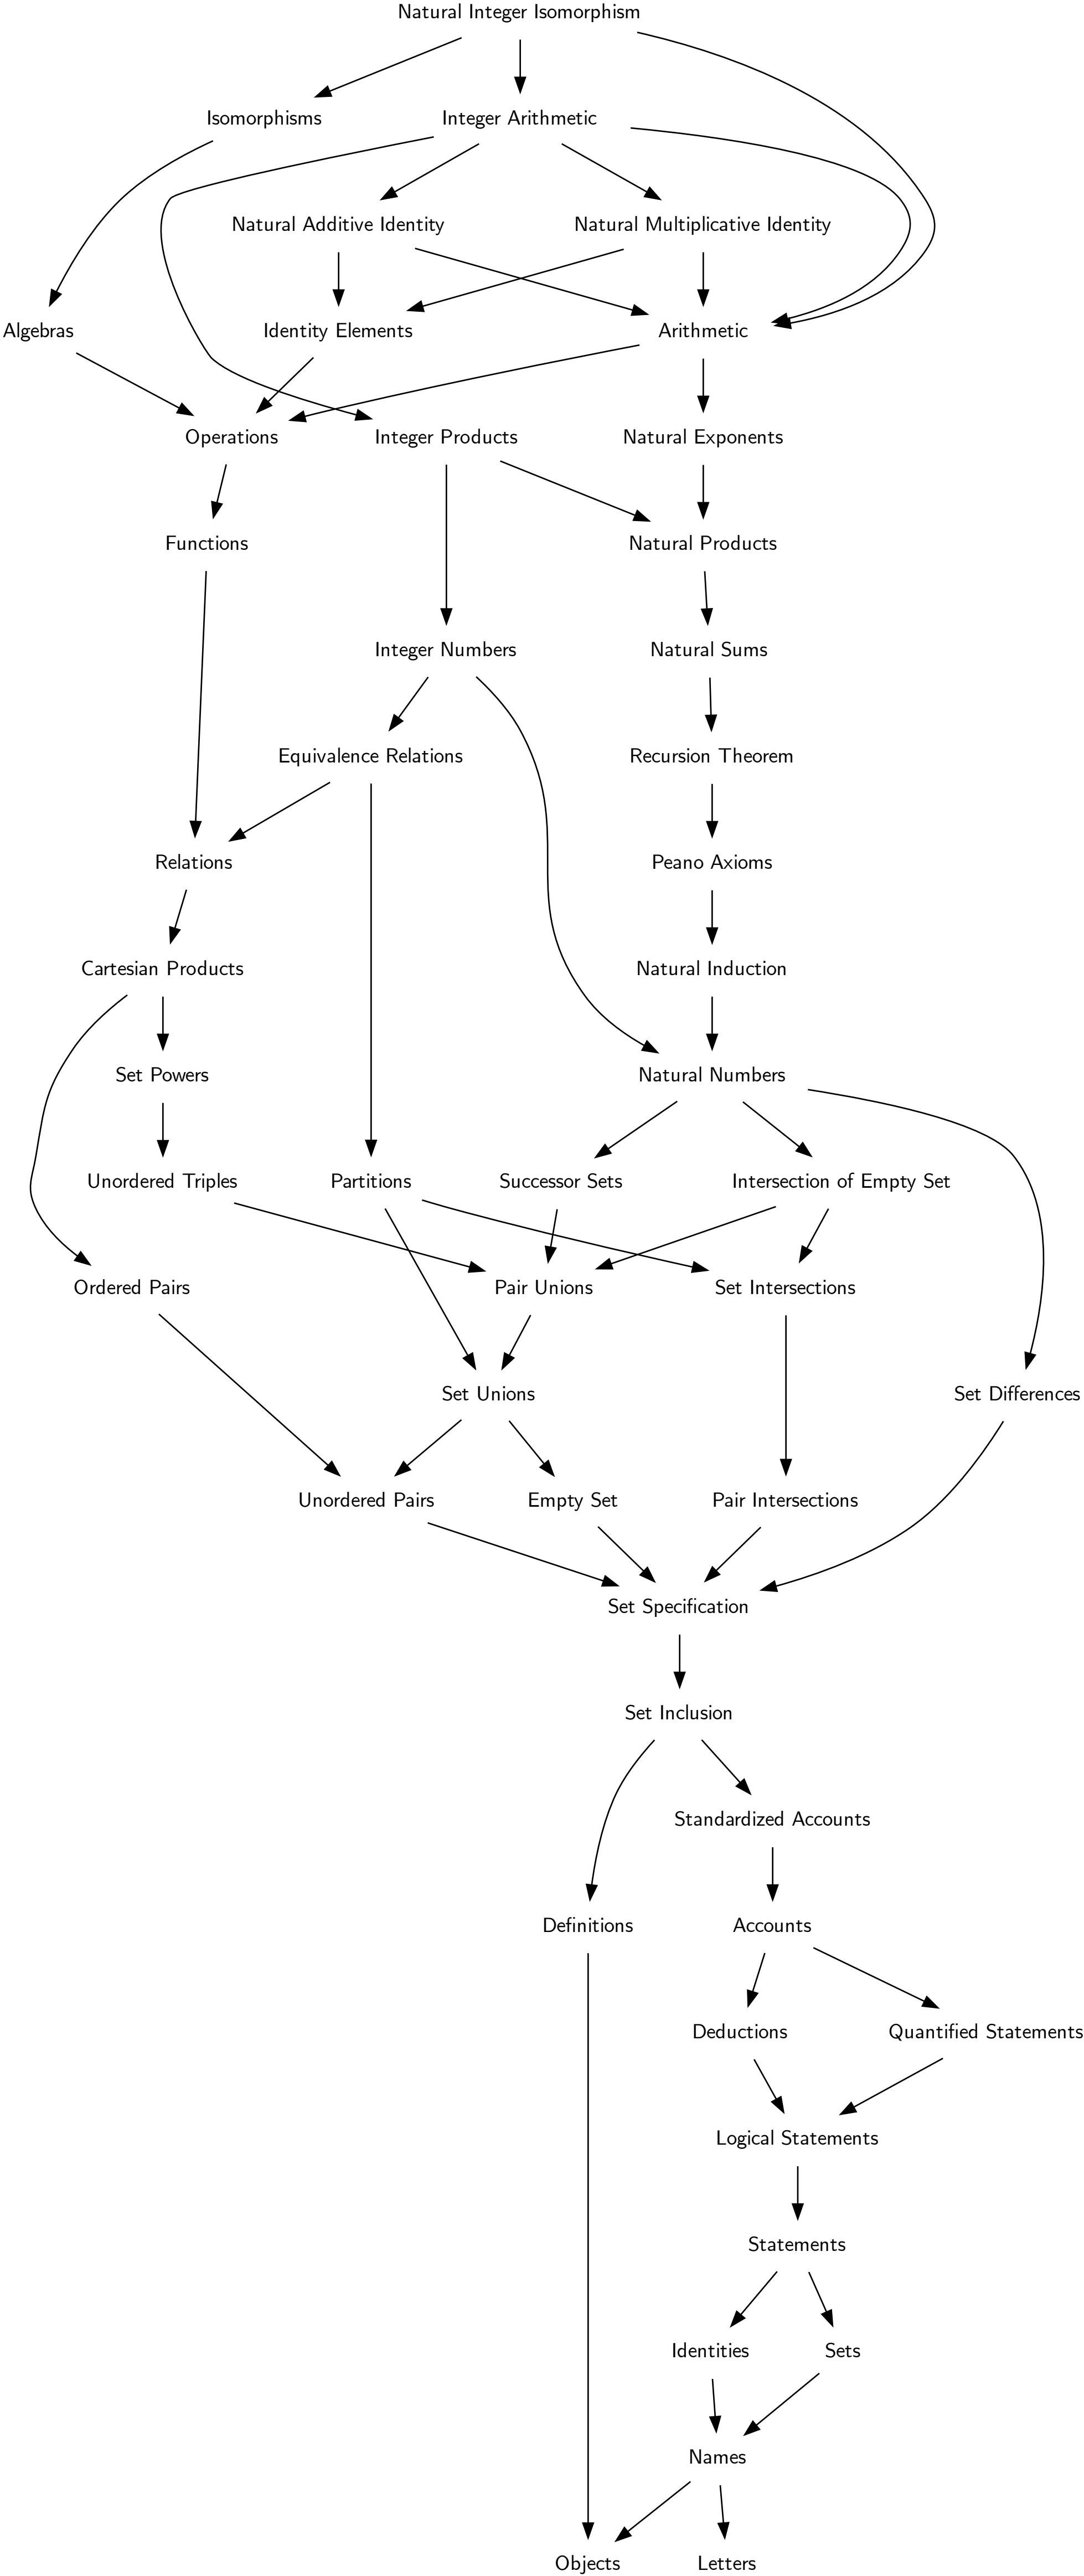 Natural Integer Isomorphism
Isomorphisms
Integer Arithmetic
Natural Additive Identity
Natural Multiplicative Identity
Algebras
Identity Elements
Arithmetic
Operations
Integer Products
Natural Exponents
Functions
Natural Products
Integer Numbers
Natural Sums
Equivalence Relations
Recursion Theorem
Relations
Peano Axioms
Cartesian Products
Natural Induction
Set Powers
Natural Numbers
Unordered Triples
Partitions
Successor Sets
Intersection of Empty Set
Ordered Pairs
Pair Unions
Set Intersections
Set Unions
Set Differences
Unordered Pairs
Empty Set
Pair Intersections
Set Specification
Set Inclusion
Standardized Accounts
Definitions
Accounts
Deductions
Quantified Statements
Logical Statements
Statements
Identities
Sets
Names
Objects
Letters